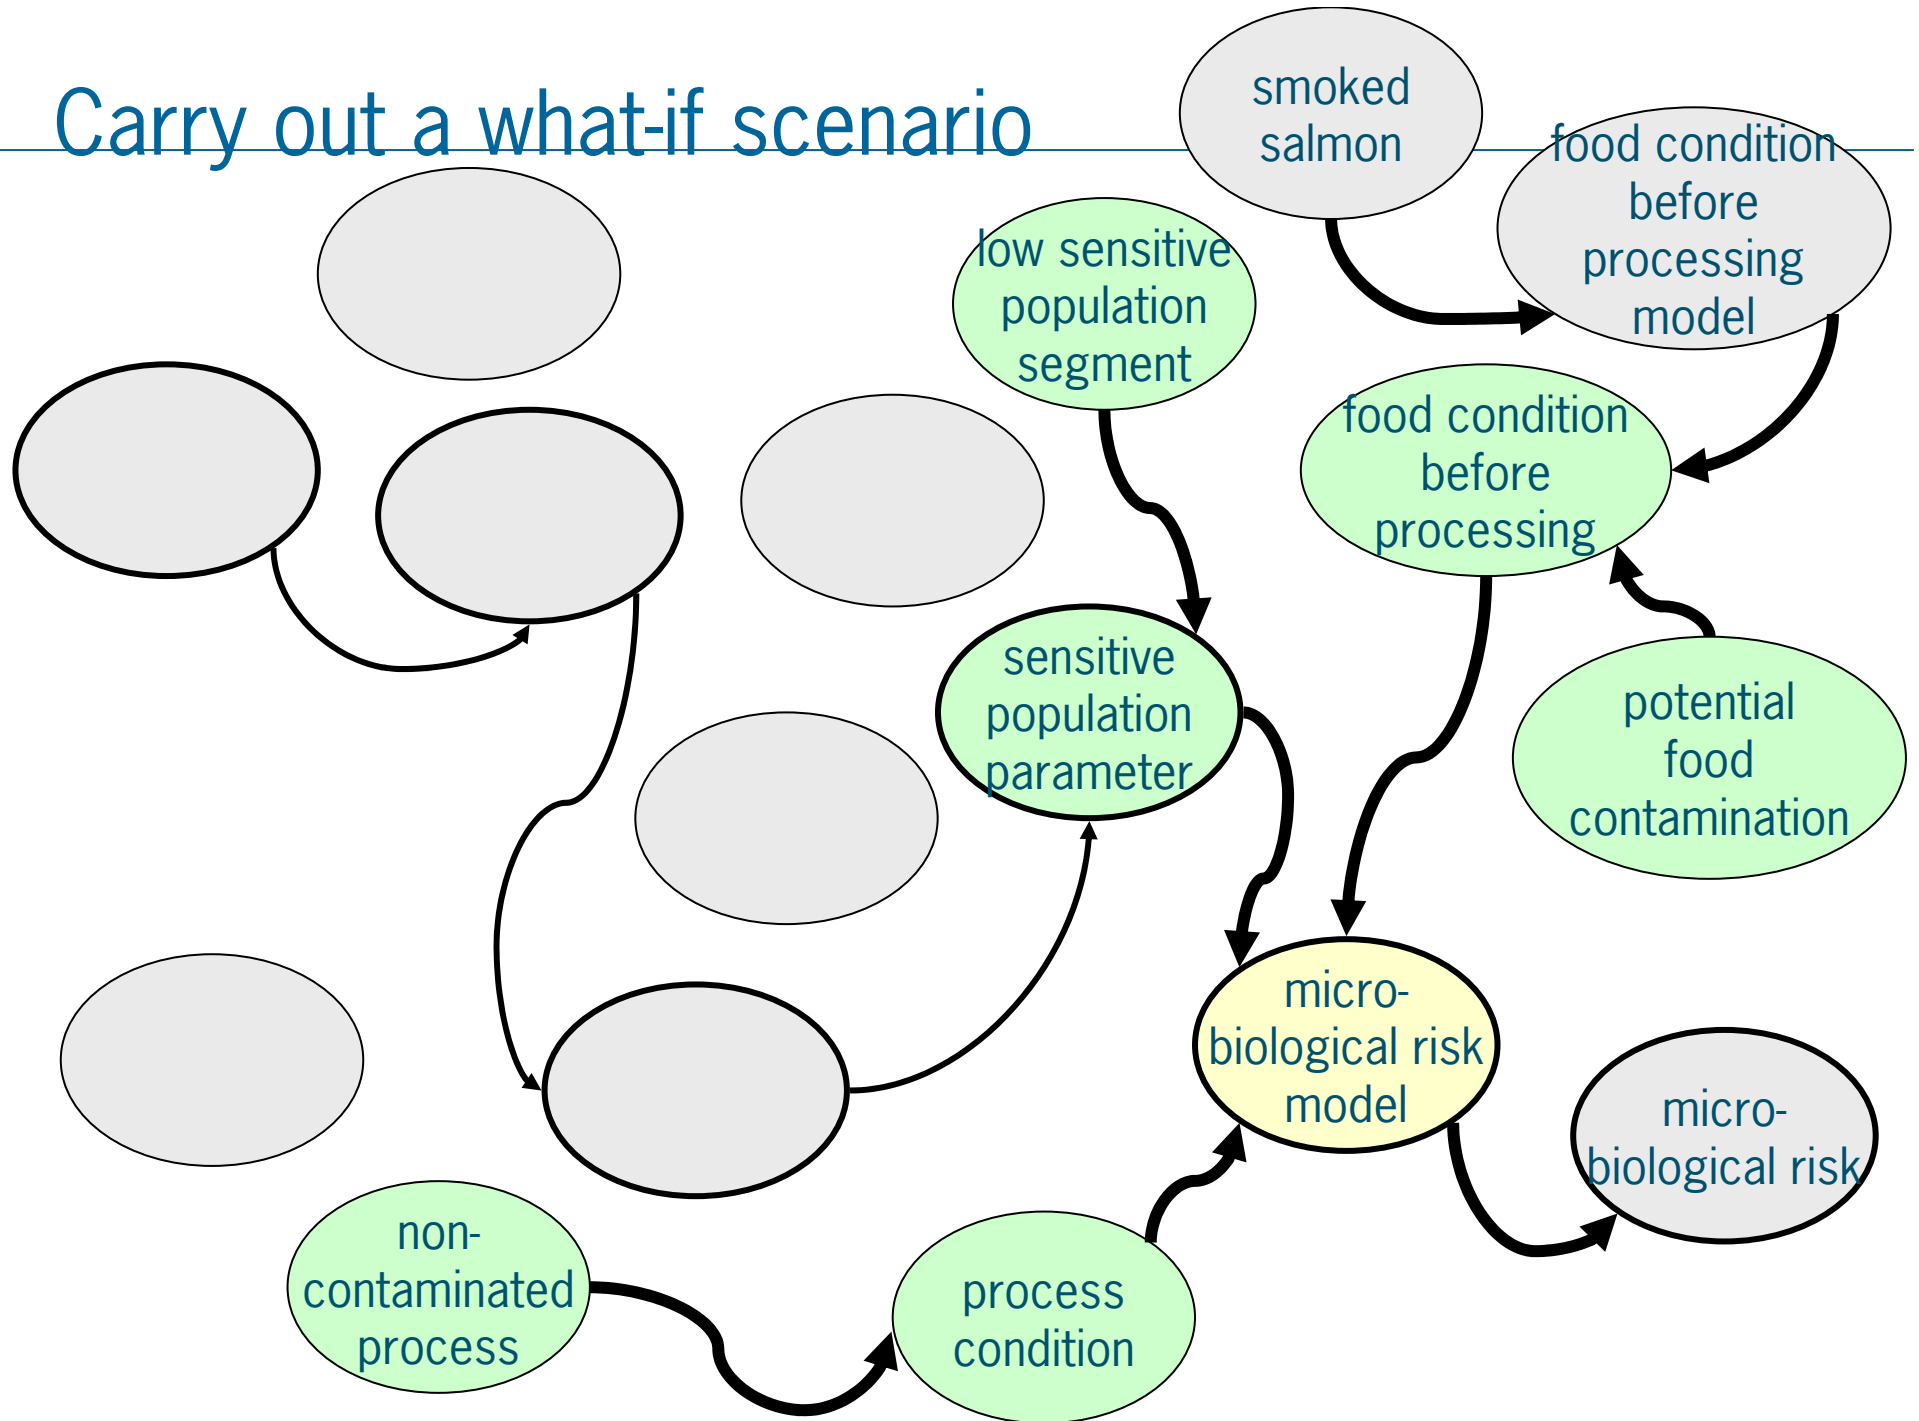 Carry out a what-if scenario
smoked
salmon
food condition
before
processing
model
low sensitive
population
segment
food condition
before
processing
sensitive
population
parameter
potential
food
contamination
micro-
biological risk
model
micro-
biological risk
non-
contaminated
process
process
condition